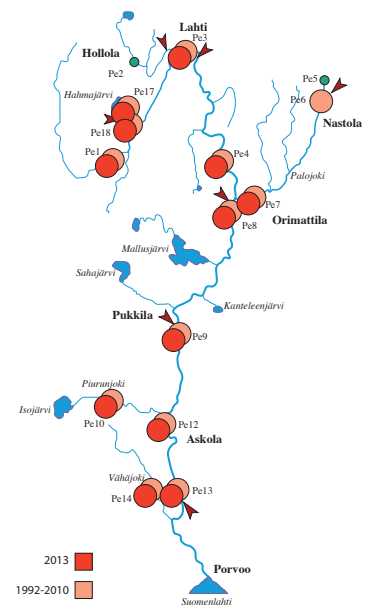 Lahti
Pe3
Hollola
Pe2
Pe5
Pe17
Hahmajärvi
Pe6
Nastola
Pe18
Pe1
Pe4
Palojoki
Pe7
Orimattila
Pe8
Mallusjärvi
Sahajärvi
Kanteleenjärvi
Pukkila
Pe9
Piurunjoki
Isojärvi
Pe10
Pe12
Askola
Vähäjoki
Pe14
Pe13
2013
1992-2010
Porvoo
Suomenlahti